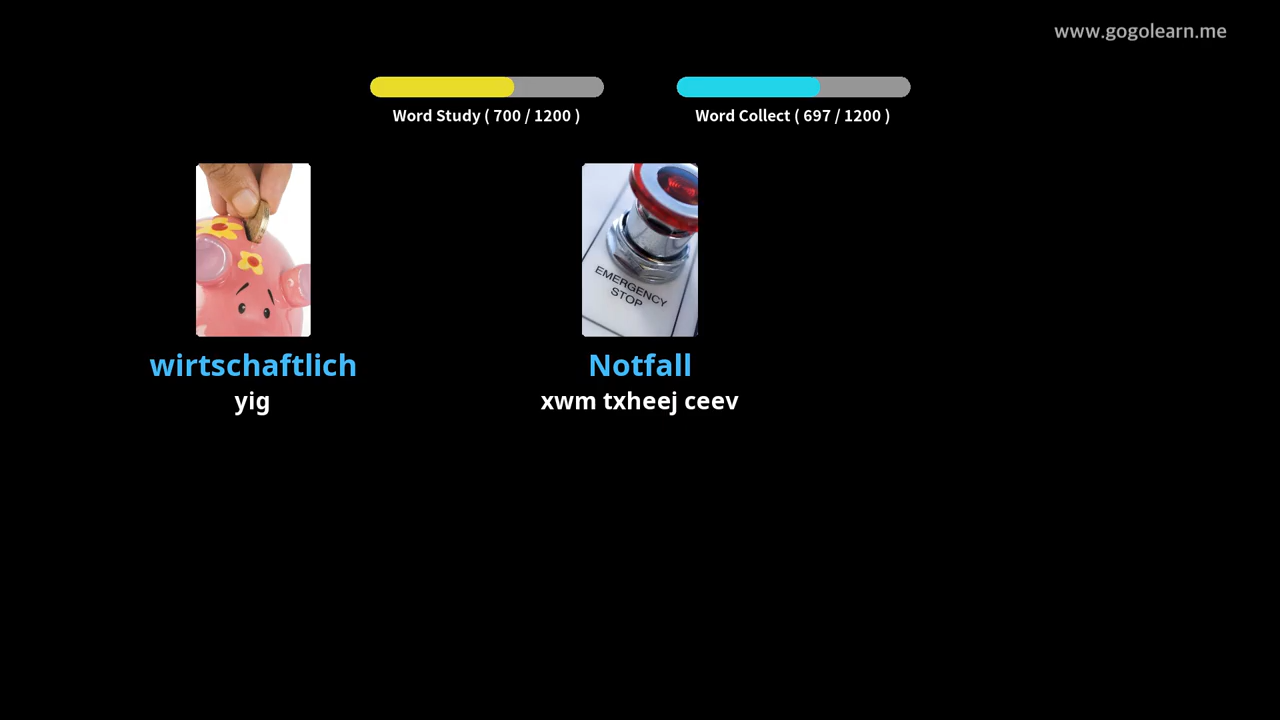 www.gogolearn.me
Word Study ( 700 / 1200 )
Word Collect ( 697 / 1200 )
EMERGENCY
STOP
wirtschaftlich
yig
Notfall
xwm txheej ceev